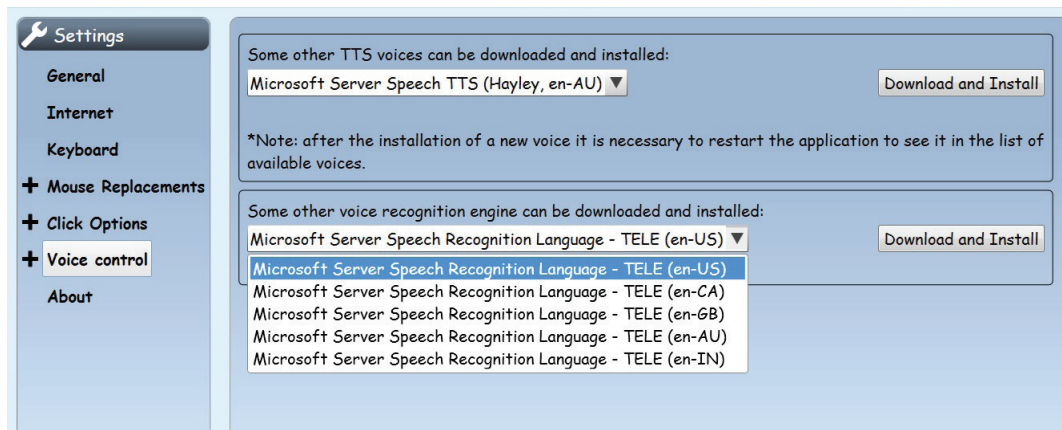 Settings
General
Internet
Keyboard
Mouse Replacements
Click Options
Voice control
About
Some other TTS voices can be downloaded and installed:
Microsoft Server Speech TTS (Hayley, en-AU)
Download and Install
*Note: after the installation of a new voice it is necessary to restart the application to see it in the list of
available voices.
Some other voice recognition engine can be downloaded and installed:
Microsoft Server Speech Recognition Language - TELE (en-US)
Download and Install
Microsoft Server Speech Recognition Language - TELE (en-US)
Microsoft Server Speech Recognition Language - TELE (en-CA)
Microsoft Server Speech Recognition Language - TELE (en-GB)
Microsoft Server Speech Recognition Language - TELE (en-AU)
Microsoft Server Speech Recognition Language - TELE (en-IN)